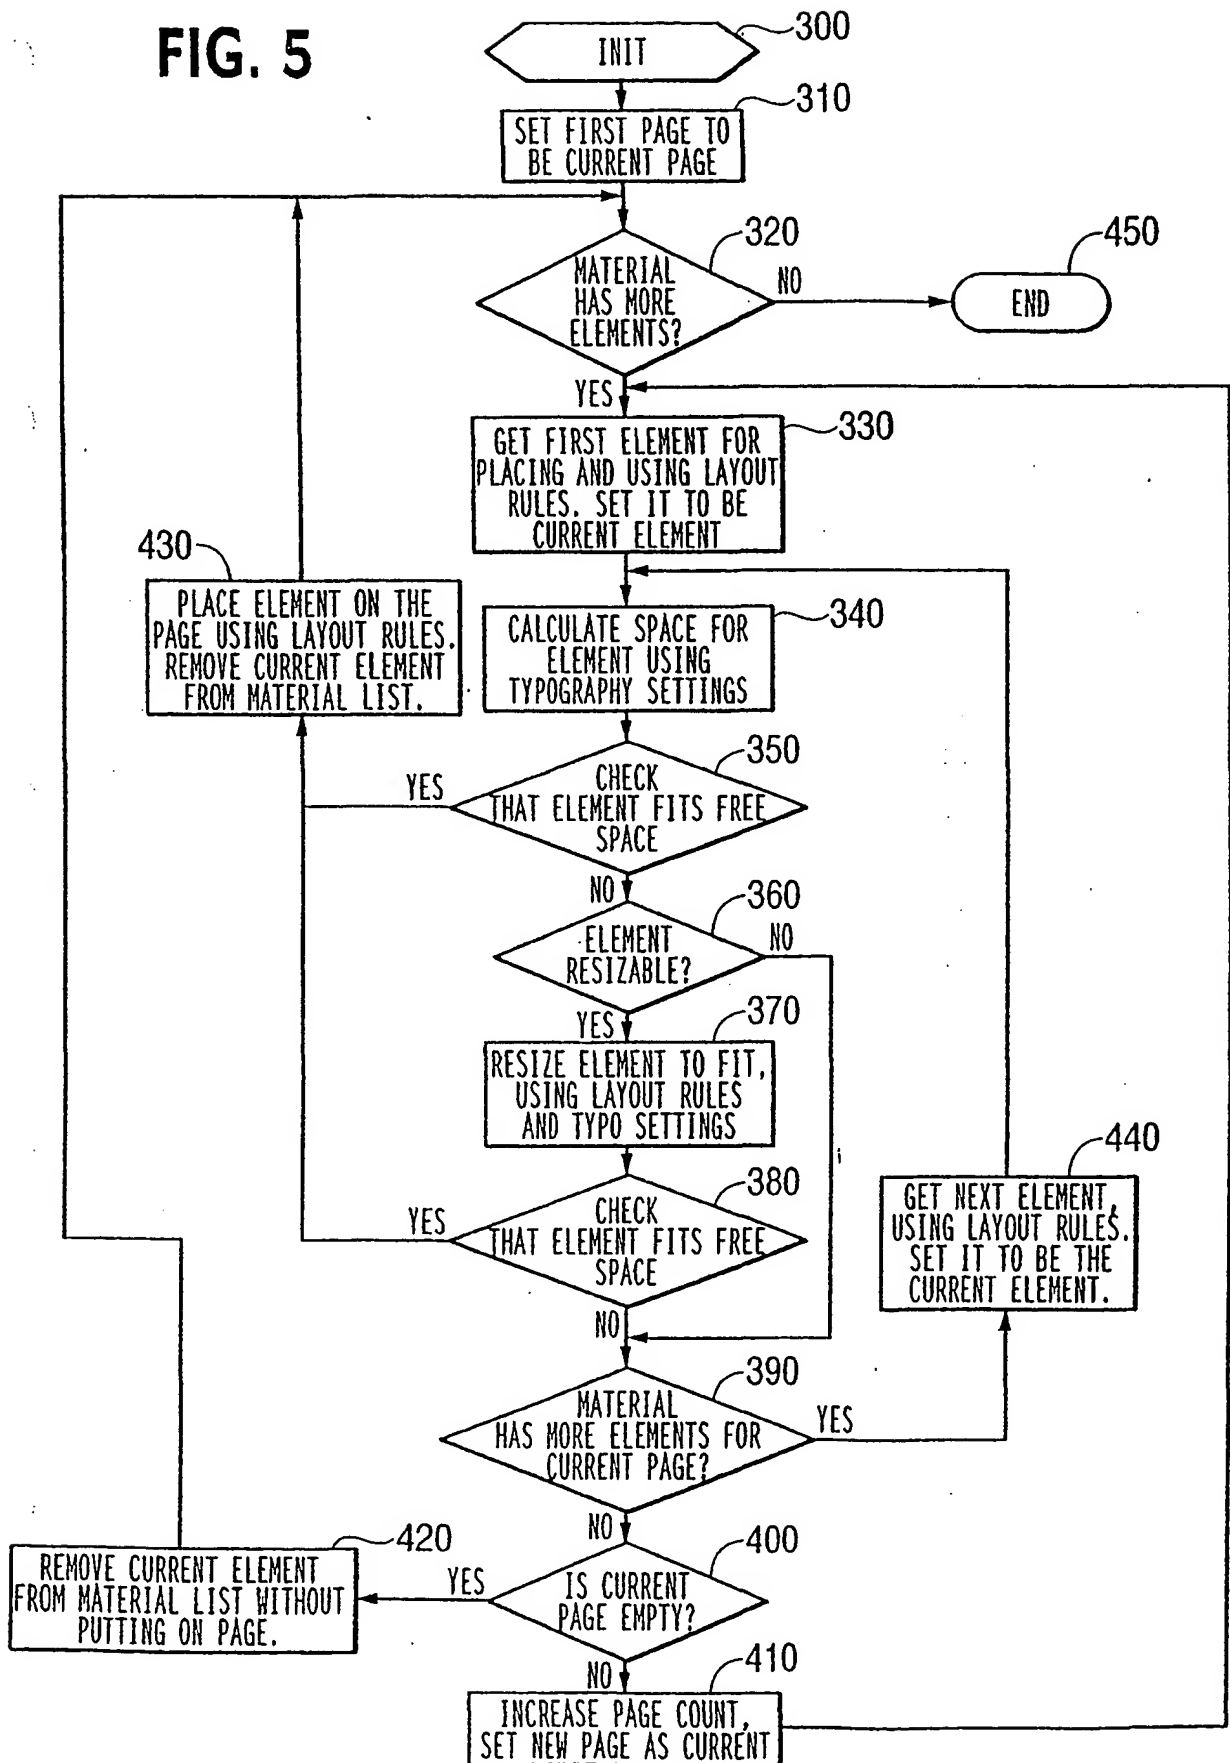 FIG. 5
INIT
300
310
SET FIRST PAGE TO
BE CURRENT PAGE
320
MATERIAL
HAS MORE
ELEMENTS?
NO
450
END
YES
330
GET FIRST ELEMENT FOR
PLACING AND USING LAYOUT
RULES. SET IT TO BE
CURRENT ELEMENT
430
PLACE ELEMENT ON THE
PAGE USING LAYOUT RULES.
REMOVE CURRENT ELEMENT
FROM MATERIAL LIST.
340
CALCULATE SPACE FOR
ELEMENT USING
TYPOGRAPHY SETTINGS
350
YES
CHECK
THAT ELEMENT FITS FREE
SPACE
NO
360
ELEMENT
RESIZABLE?
NO
YES
370
RESIZE ELEMENT TO FIT,
USING LAYOUT RULES
AND TYPO SETTINGS
380
YES
CHECK
THAT ELEMENT FITS FREE
SPACE
NO
440
GET NEXT ELEMENT,
USING LAYOUT RULES.
SET IT TO BE THE
CURRENT ELEMENT.
390
MATERIAL
HAS MORE ELEMENTS FOR
CURRENT PAGE?
YES
NO
400
IS CURRENT
PAGE EMPTY?
YES
420
REMOVE CURRENT ELEMENT
FROM MATERIAL LIST WITHOUT
PUTTING ON PAGE.
NO
410
INCREASE PAGE COUNT,
SET NEW PAGE AS CURRENT